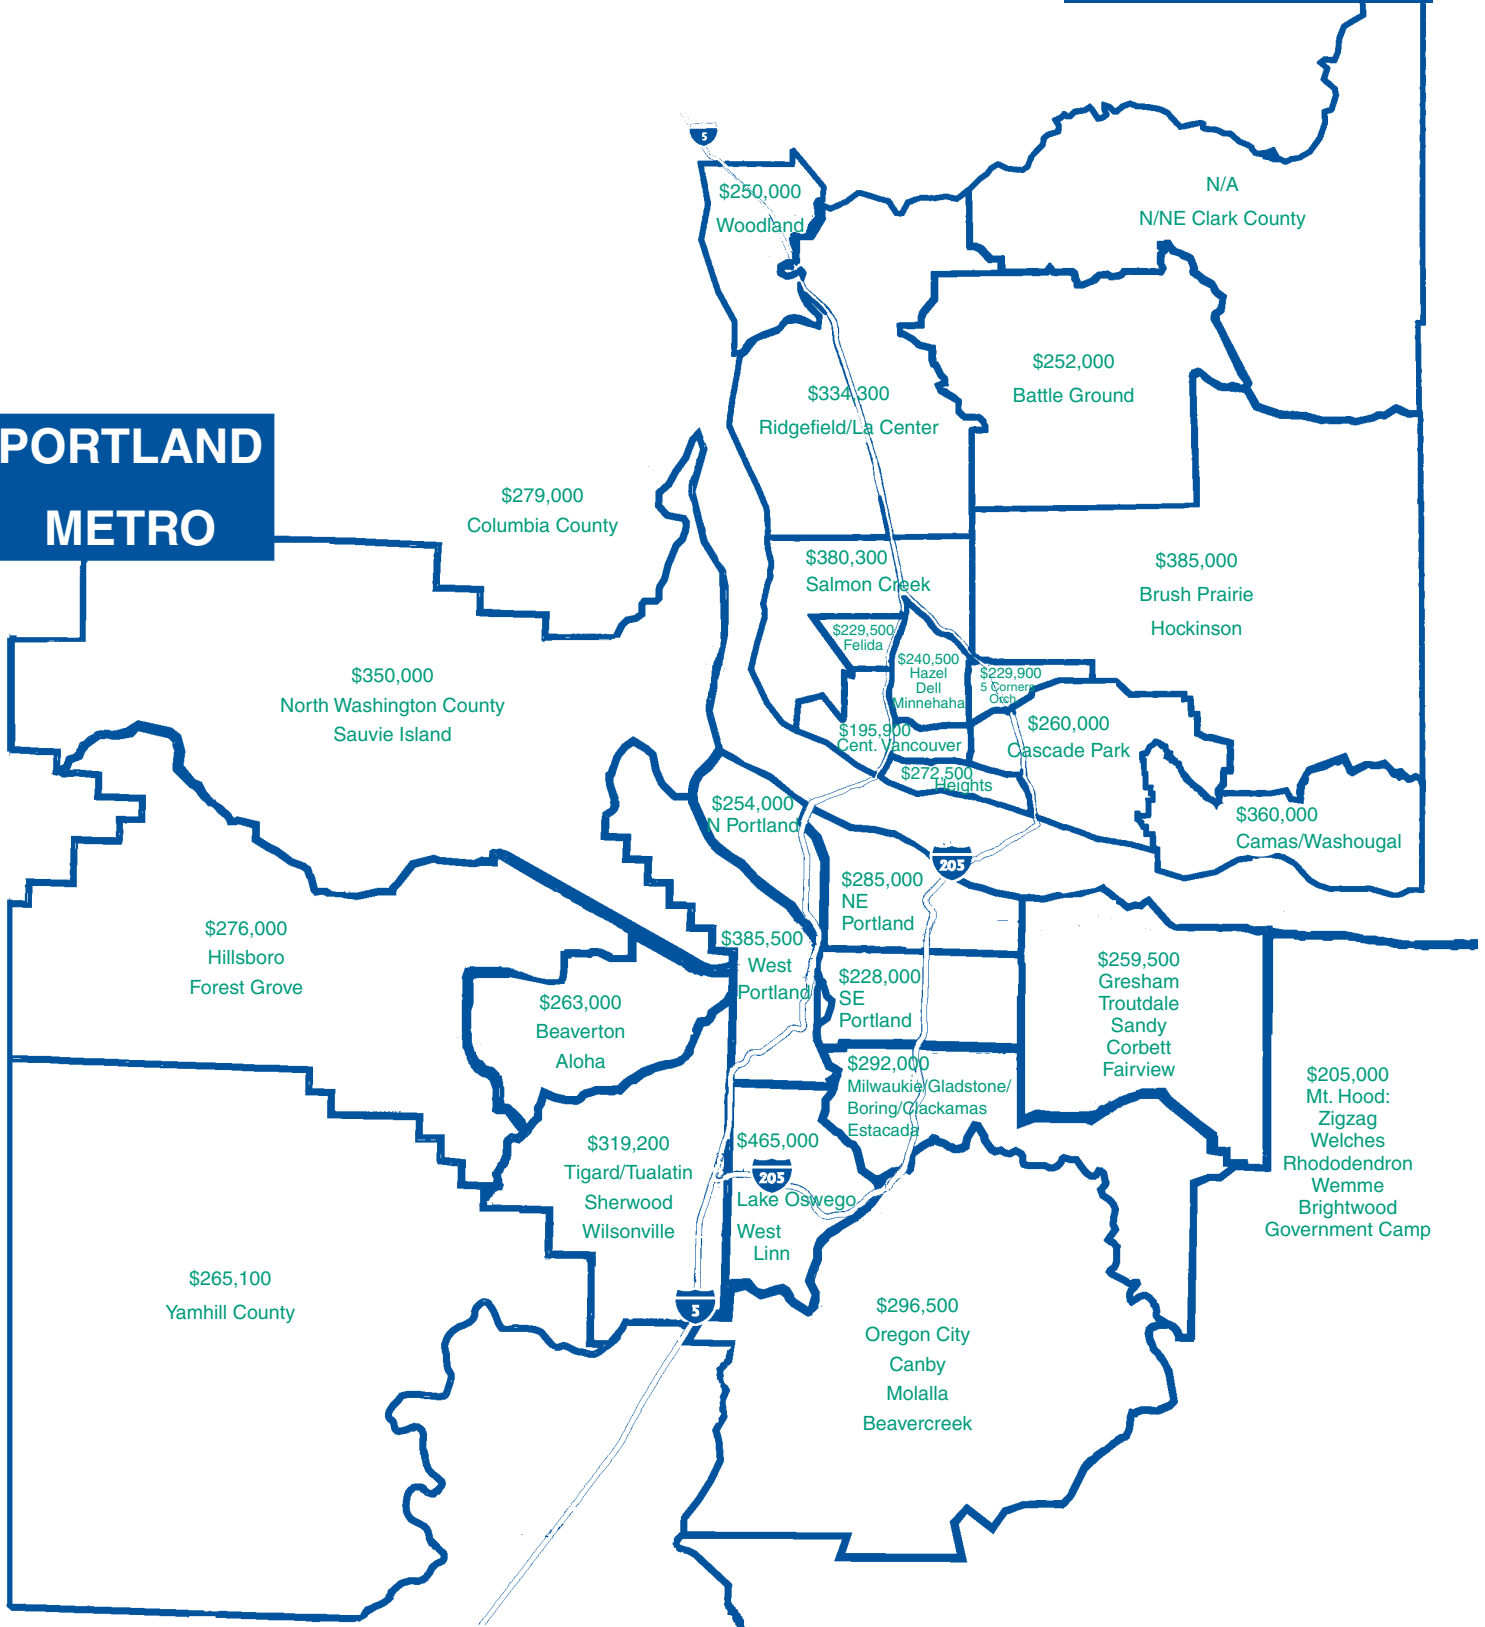 5
$250,000
Woodland
N/A
N/NE Clark County
$252,000
Battle Ground
$334,300
Ridgefield/La Center
PORTLAND
METRO
$279,000
Columbia County
$380,300
Salmon Creek
$385,000
Brush Prairie
Hockinson
$229,500
Felida
$240,500
Hazel
Dell
Minnehaha
$229,900
5 Corners
Orch
$350,000
North Washington County
Sauvie Island
$195,900
Cent. Vancouver
$260,000
Cascade Park
$272,500
Heights
$254,000
N Portland
$360,000
Camas/Washougal
205
$285,000
NE
Portland
$276,000
Hillsboro
Forest Grove
$385,500
West
Portland
$228,000
SE
Portland
$259,500
Gresham
Troutdale
Sandy
Corbett
Fairview
$263,000
Beaverton
Aloha
$292,000
Milwaukie/Gladstone/
Boring/Clackamas
Estacada
$205,000
Mt. Hood:
Zigzag
Welches
Rhododendron
Wemme
Brightwood
Government Camp
$319,200
Tigard/Tualatin
Sherwood
Wilsonville
$465,000
205
Lake Oswego
West
Linn
$265,100
Yamhill County
5
$296,500
Oregon City
Canby
Molalla
Beavercreek